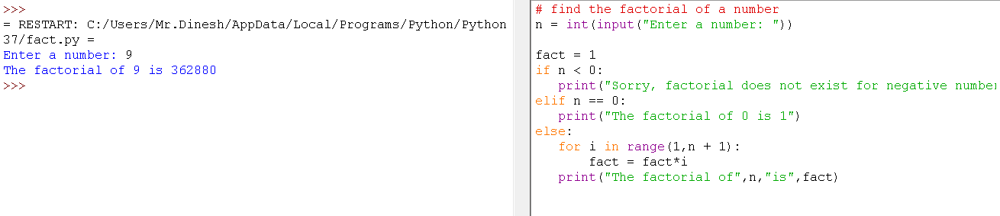 >>>
= RESTART: C:/Users/Mr.Dinesh/AppData/Local/Programs/Python/Python
37/fact.py =
Enter a number: 9
The factorial of 9 is 362880
>>>
# find the factorial of a number
n = int(input("Enter a number: "))
fact = 1
if n < 0:
   print("Sorry, factorial does not exist for negative
elif n == 0:
   print("The factorial of 0 is 1")
else:
   for i in range(1,n + 1):
       fact = fact*i
   print("The factorial of",n,"is",fact)